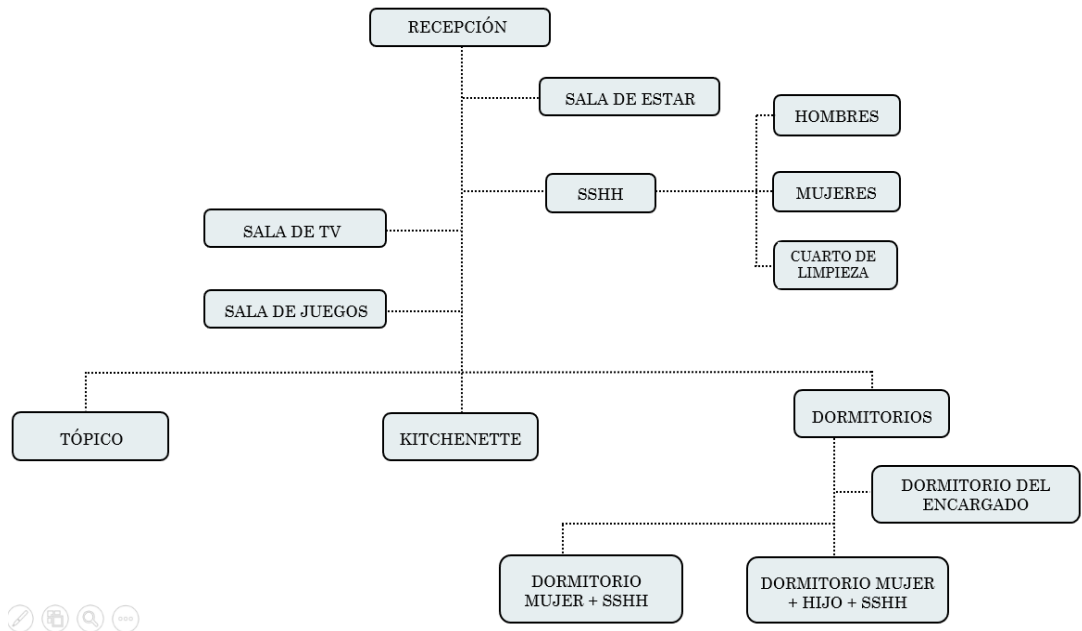 RECEPCIÓN
SALA DE ESTAR
HOMBRES
SSHH
MUJERES
SALA DE TV
CUARTO DE
LIMPIEZA
SALA DE JUEGOS
TÓPICO
KITCHENETTE
DORMITORIOS
DORMITORIO DEL
ENCARGADO
DORMITORIO
MUJER + SSHH
DORMITORIO MUJER
+ HIJO + SSHH